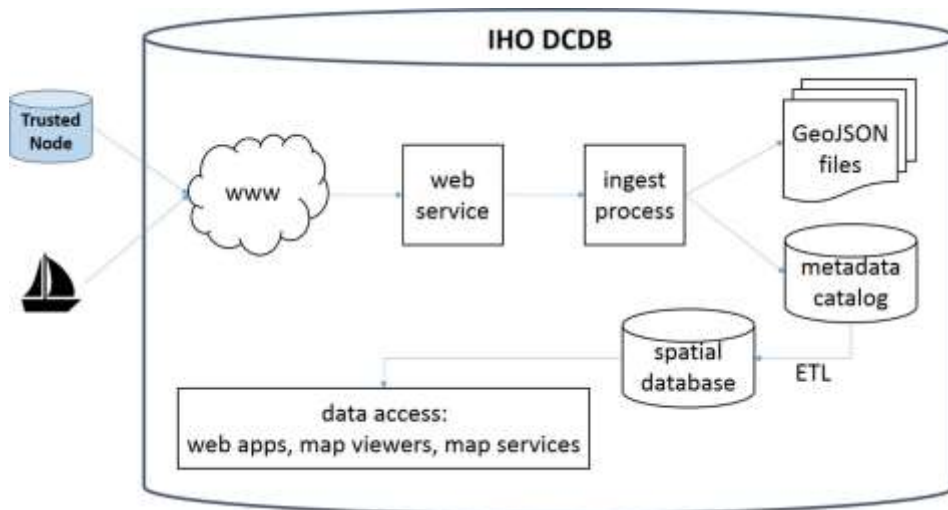 IHO DCDB
Trusted
Node
www
web
service
ingest
process
GeoJSON
files
metadata
catalog
ETL
spatial
database
data access:
web apps, map viewers, map services